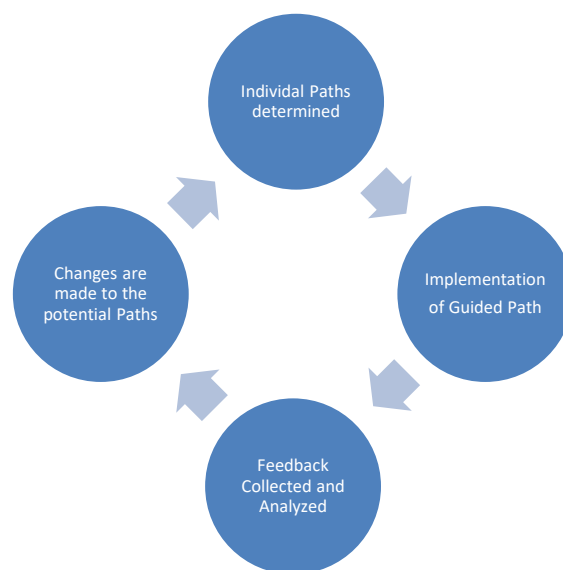 Individal Paths
determined
Implementation
of Guided Path
Feedback
Collected and
Analyzed
Changes are
made to the
potential Paths